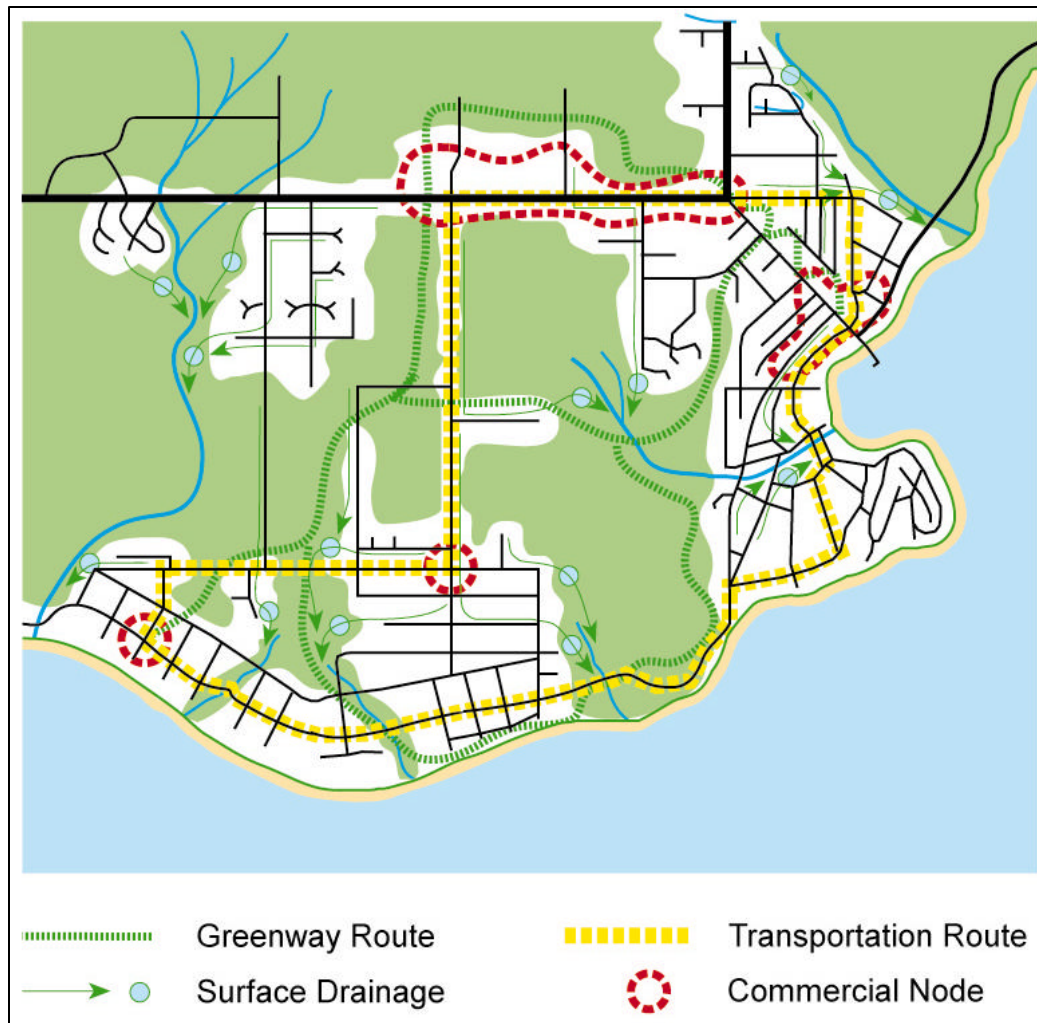 Greenway Route
Transportation Route
Surface Drainage
Commercial Node